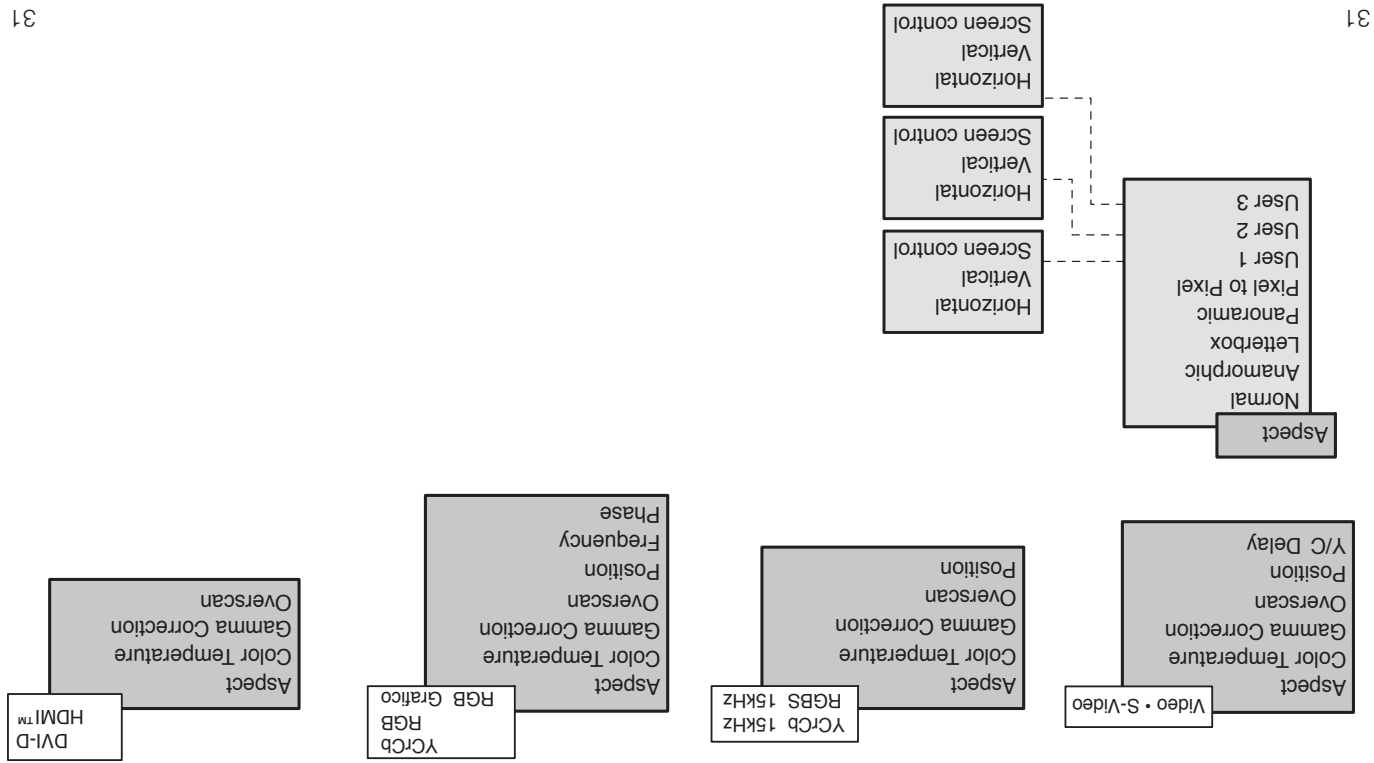 Video • S-Video
Aspect
Color Temperature
Gamma Correction
Overscan
Position
Y/C Delay
YCrCb 15kHz
RGBS 15kHz
Aspect
Color Temperature
Gamma Correction
Overscan
Position
YCrCb
RGB
RGB Grafico
Aspect
Color Temperature
Gamma Correction
Overscan
Position
Frequency
Phase
DVI-D
HDMI™
Aspect
Color Temperature
Gamma Correction
Overscan
Aspect
Normal
Anamorphic
Letterbox
Panoramic
Pixel to Pixel
User 1
User 2
User 3
Horizontal
Vertical
Screen control
Horizontal
Vertical
Screen control
Horizontal
Vertical
Screen control
31
31